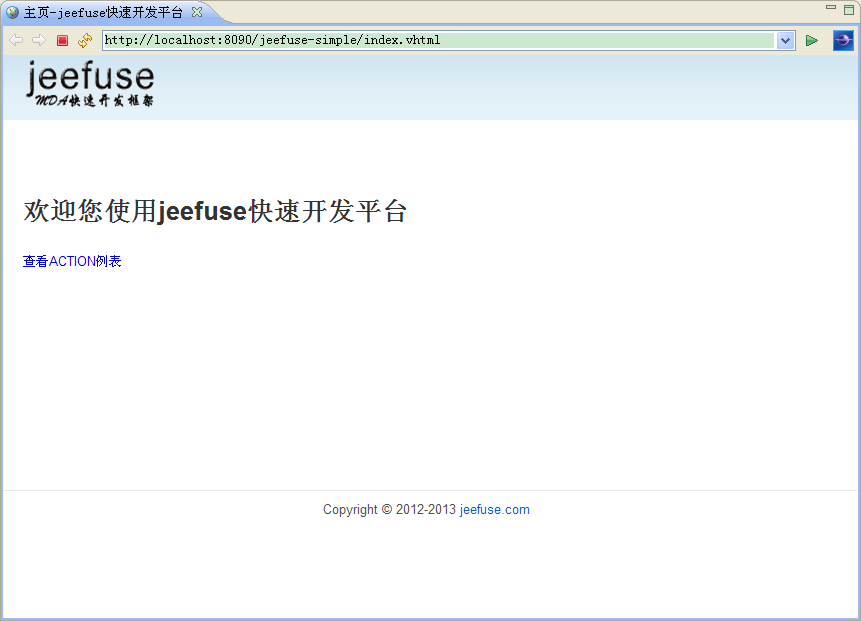 主页-jeefuse快速开发平台
http://localhost:8090/jeefuse-simple/index.vhtml
jeefuse
MDA快速开发框架
欢迎您使用jeefuse快速开发平台
查看ACTION列表
Copyright © 2012-2013 jeefuse.com